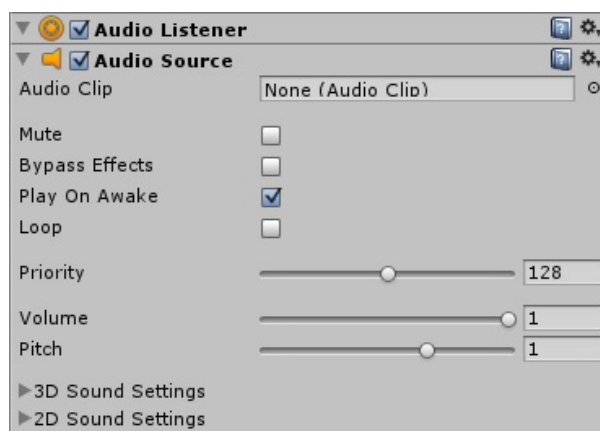 Audio Listener
Audio Source
Audio Clip None (Audio Clip)
Mute
Bypass Effects
Play On Awake
Loop
Priority 128
Volume 1
Pitch 1
3D Sound Settings
2D Sound Settings